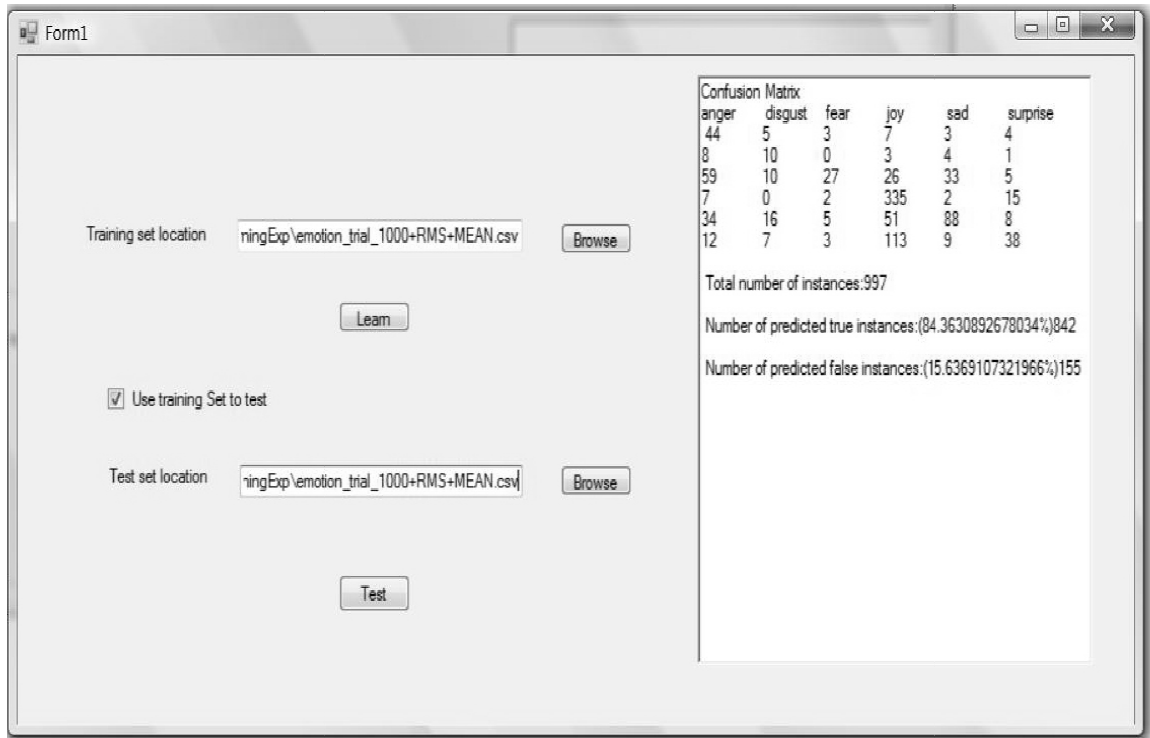 Form1
Training set location
ningExp\emotion_trial_1000+RMS+MEAN.csv
Browse
Learn
Use training Set to test
Test set location
ningExp\emotion_trial_1000+RMS+MEAN.csv
Browse
Test
Confusion Matrix
anger disgust fear joy sad surprise
44 5 3 7 3 4
8 10 0 3 4 1
59 10 27 26 33 5
7 0 2 335 2 15
34 16 5 51 88 8
12 7 3 113 9 38
Total number of instances:997
Number of predicted true instances:(84.3630892678034%)842
Number of predicted false instances:(15.6369107321966%)155